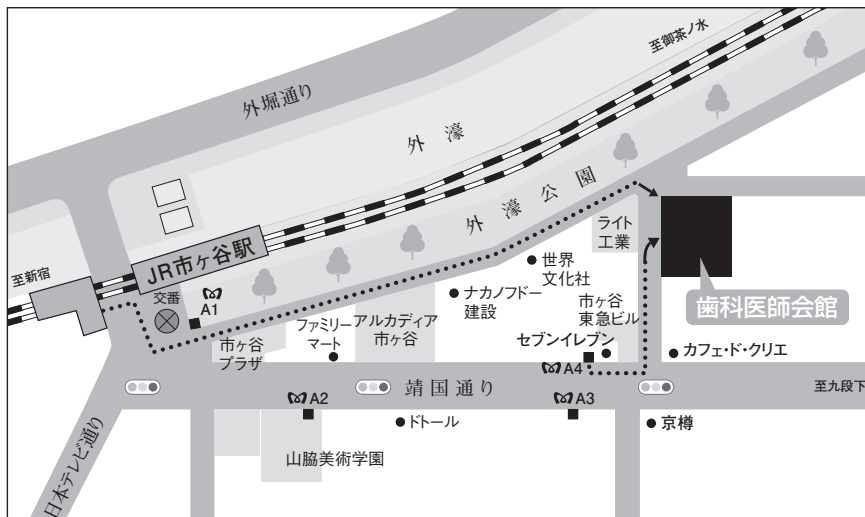 至御茶ノ水
外堀通り
外濠
外濠公園
JR市ヶ谷駅
至新宿
交番
A1
ライト
工業
世界
文化社
ナカノフドー
建設
市ヶ谷
東急ビル
歯科医師会館
市ヶ谷
プラザ
ファミリー
マート
アルカディア
市ヶ谷
セブンイレブン
A4
カフェ・ド・クリエ
靖国通り
至九段下
A2
A3
ドトール
京樽
山脇美術学園
日本テレビ通り